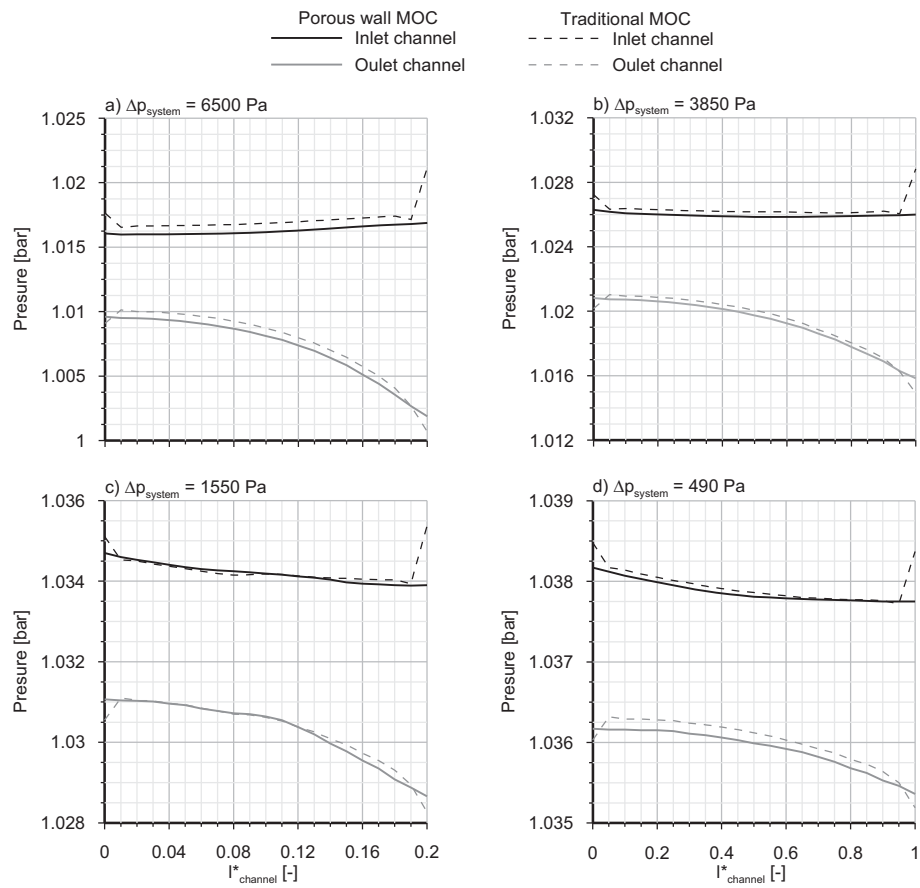 Porous wall MOC
Traditional MOC
Inlet channel
Inlet channel
Oulet channel
Outlet channel
a) Δpsystem = 6500 Pa
b) Δpsystem = 3850 Pa
1.025
1.02
1.015
1.01
1.005
1
Presure [bar]
1.032
1.028
1.024
1.02
1.016
1.012
Presure [bar]
c) Δpsystem = 1550 Pa
d) Δpsystem = 490 Pa
1.036
1.034
1.032
1.03
1.028
Presure [bar]
0 0.04 0.08 0.12 0.16 0.2
l*channel [-]
1.039
1.038
1.037
1.036
1.035
Presure [bar]
0 0.2 0.4 0.6 0.8 1
l*channel [-]